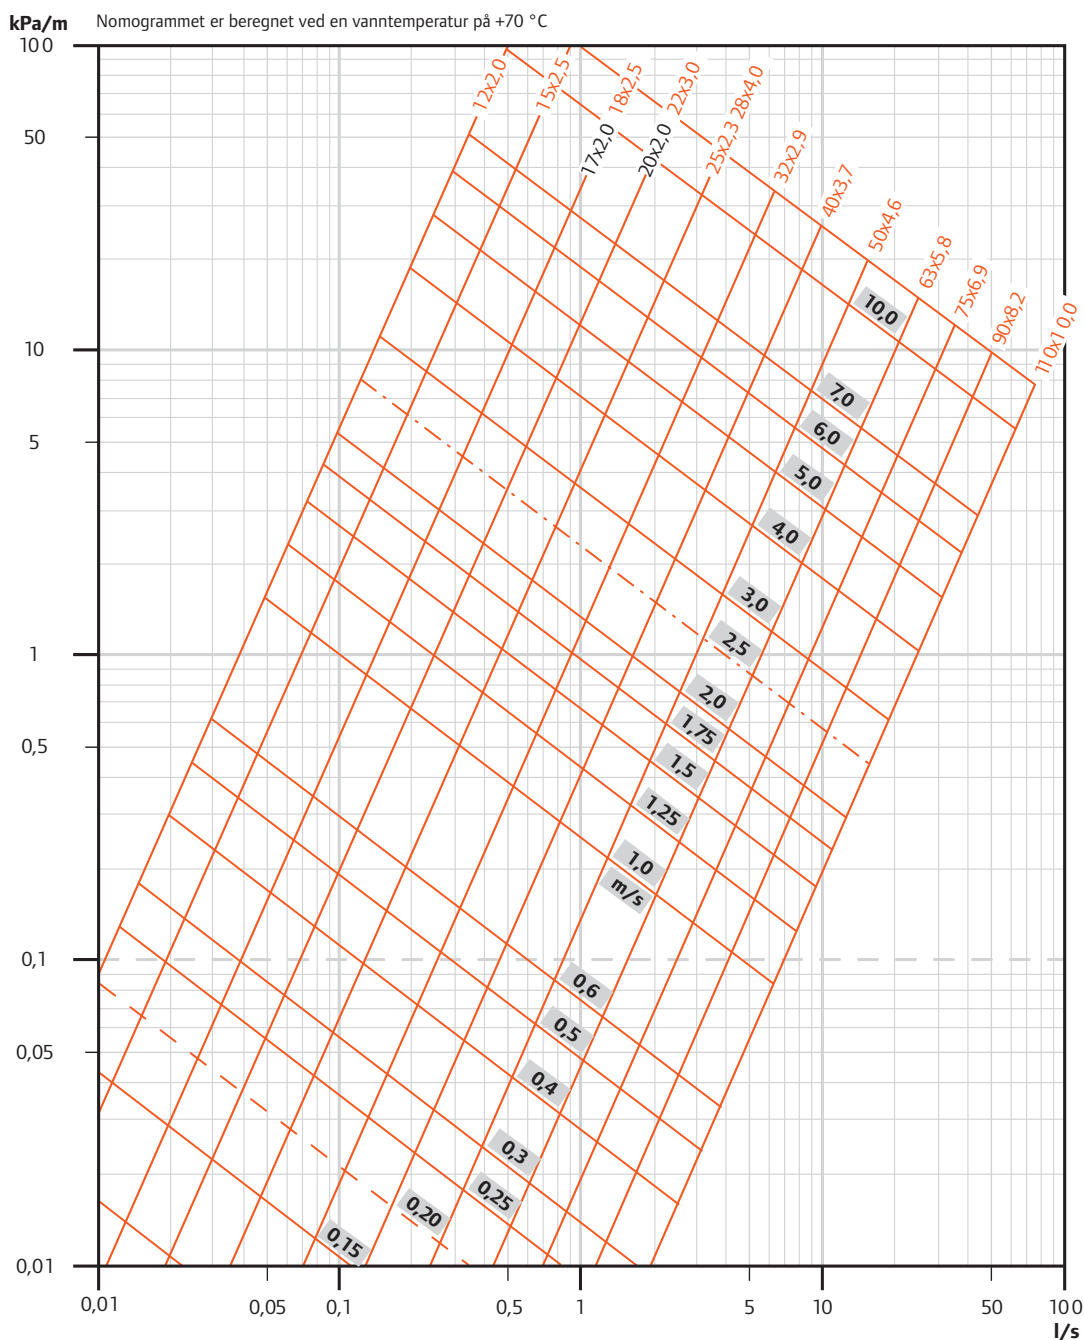 kPa/m Nomogrammet er beregnet ved en vanntemperatur på +70 °C
100
50
10
5
1
0,5
0,1
0,05
0,01
12x2,0
15x2,5
18x2,5
17x2,0
22x3,0
20x2,0
28x4,0
25x2,3
32x2,9
40x3,7
50x4,6
63x5,8
75x6,9
90x8,2
110x10,0
10,0
7,0
6,0
5,0
4,0
3,0
2,5
2,0
1,75
1,5
1,25
1,0
m/s
0,6
0,5
0,4
0,3
0,25
0,20
0,15
0,01 0,05 0,1 0,5 1 5 10 50 100
l/s